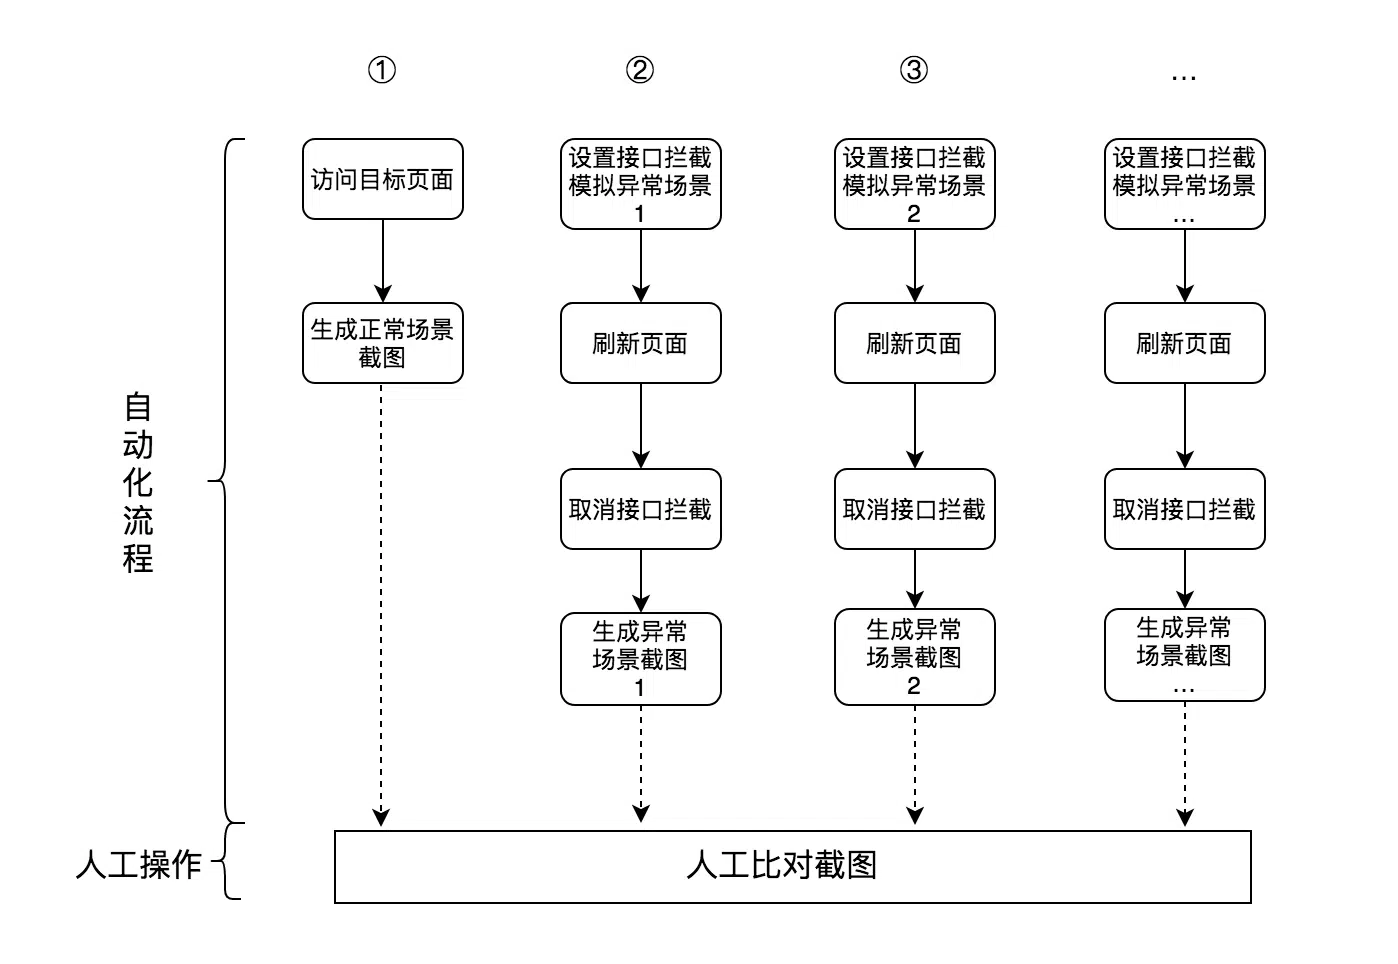 ①
②
③
...
访问目标页面
设置接口拦截
模拟异常场景
1
设置接口拦截
模拟异常场景
2
设置接口拦截
模拟异常场景
...
生成正常场景
截图
刷新页面
刷新页面
刷新页面
自动化流程
取消接口拦截
取消接口拦截
取消接口拦截
生成异常
场景截图
1
生成异常
场景截图
2
生成异常
场景截图
...
人工操作
人工比对截图